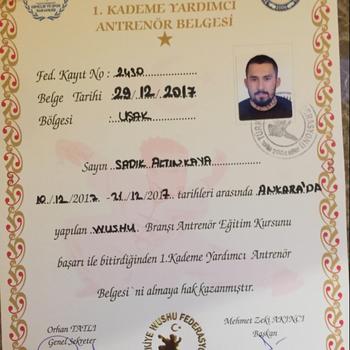 1. KADEME YARDIMCI
ANTRENÖR BELGESİ
Fed. Kayıt No : 2430
Belge Tarihi 29/12/2017
Bölgesi : UŞAK
Sayın SADIK ALTINKAYA
10./12/2017 -21/12/2017 tarihleri arasında ANKARA'DA
yapılan WUSHU Branşı Antrenör Eğitim Kursunu
başarı ile bitirdiğinden 1.Kademe Yardımcı Antrenör
Belgesi`ni almaya hak kazanmıştır.
Orhan TATLI
Genel Sekreter
Mehmet Zeki AKINCI
Başkan